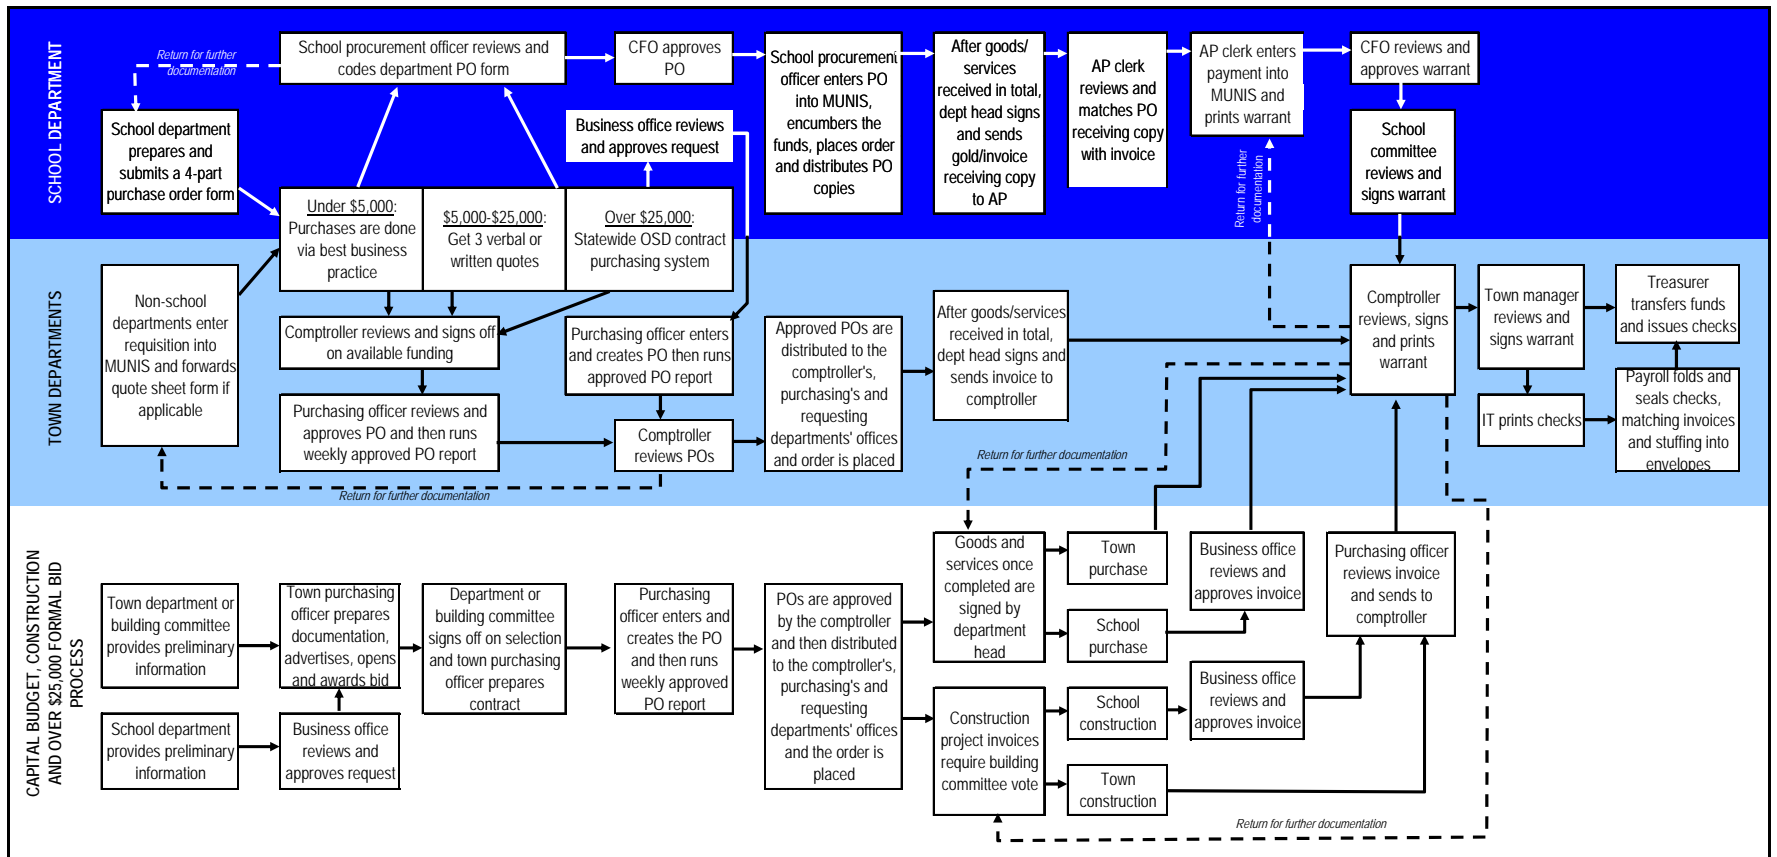 SCHOOL DEPARTMENT
Return for further
documentation
School department
prepares and
submits a 4-part
purchase order form
School procurement officer reviews and
codes department PO form
CFO approves
PO
Business office reviews
and approves request
School procurement
officer enters PO
into MUNIS,
encumbers the
funds, places order
and distributes PO
copies
After goods/
services
received in total,
dept head signs
and sends
gold/invoice
receiving copy
to AP
AP clerk
reviews and
matches PO
receiving copy
with invoice
AP clerk enters
payment into
MUNIS and
prints warrant
Return for further
documentation
CFO reviews and
approves warrant
School
committee
reviews and
signs warrant
Under $5,000:
Purchases are done
via best business
practice
$5,000-$25,000:
Get 3 verbal or
written quotes
Over $25,000:
Statewide OSD contract
purchasing system
TOWN DEPARTMENTS
Non-school
departments enter
requisition into
MUNIS and forwards
quote sheet form if
applicable
Comptroller reviews and signs off
on available funding
Purchasing officer reviews and
approves PO and then runs
weekly approved PO report
Purchasing officer enters
and creates PO then runs
approved PO report
Comptroller
reviews POs
Return for further documentation
Approved POs are
distributed to the
comptroller's,
purchasing's and
requesting
departments' offices
and order is placed
After goods/services
received in total,
dept head signs and
sends invoice to
comptroller
Return for further documentation
Comptroller
reviews, signs
and prints
warrant
Town manager
reviews and
signs warrant
Treasurer
transfers funds
and issues checks
IT prints checks
Payroll folds and
seals checks,
matching invoices
and stuffing into
envelopes
CAPITAL BUDGET, CONSTRUCTION
AND OVER $25,000 FORMAL BID
PROCESS
Town department or
building committee
provides preliminary
information
School department
provides preliminary
information
Town purchasing
officer prepares
documentation,
advertises, opens
and awards bid
Business office
reviews and
approves request
Department or
building committee
signs off on selection
and town purchasing
officer prepares
contract
Purchasing
officer enters and
creates the PO
and then runs
weekly approved
PO report
POs are approved
by the comptroller
and then distributed
to the comptroller's,
purchasing's and
requesting
departments' offices
and the order is
placed
Goods and
services once
completed are
signed by
department
head
Construction
project invoices
require building
committee vote
Town
purchase
School
purchase
School
construction
Town
construction
Business office
reviews and
approves invoice
Business office
reviews and
approves invoice
Purchasing officer
reviews invoice
and sends to
comptroller
Return for further documentation